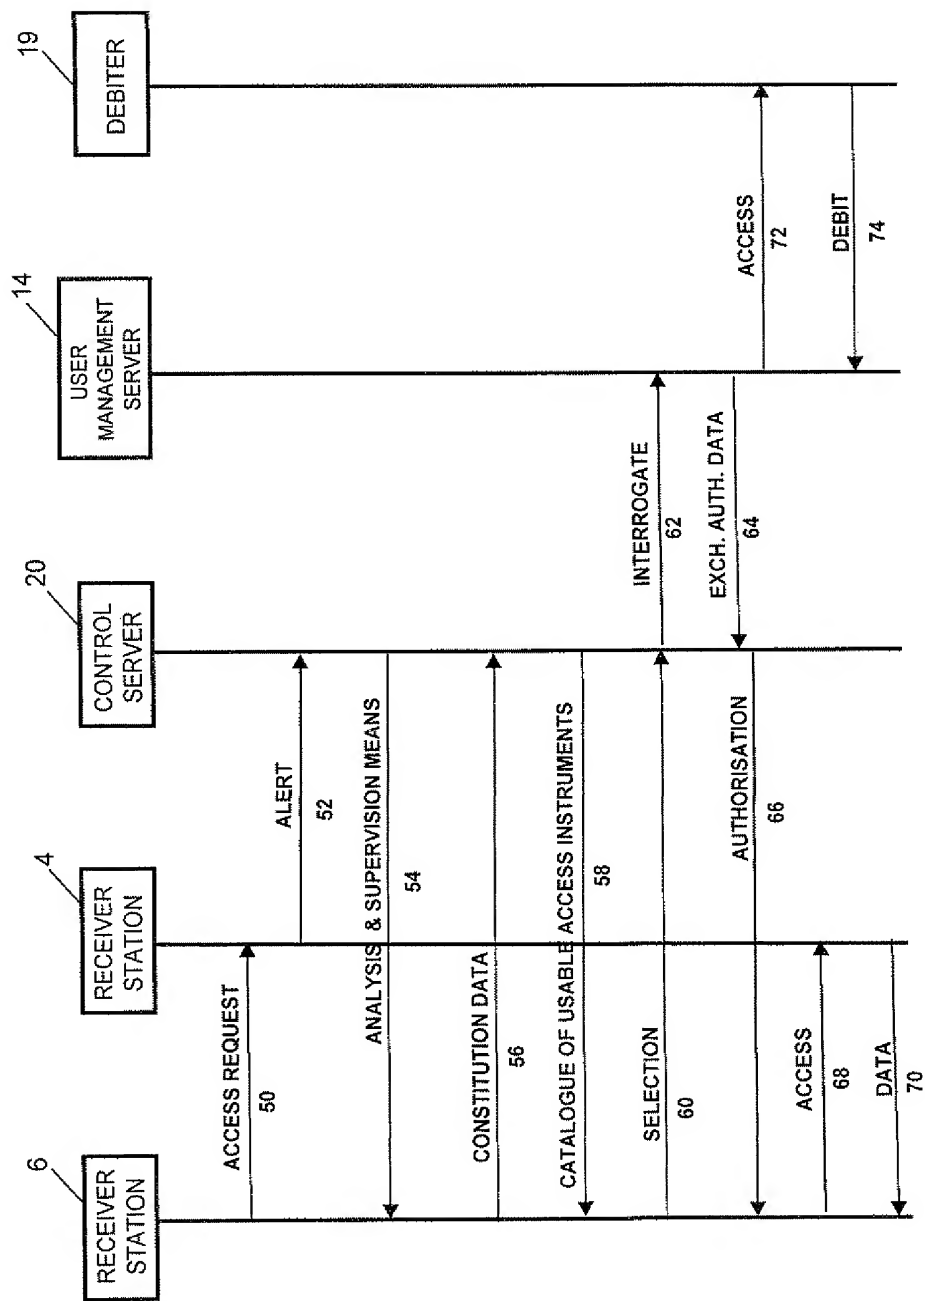 6
RECEIVER
STATION
4
RECEIVER
STATION
20
CONTROL
SERVER
14
USER
MANAGEMENT
SERVER
19
DEBITER
ACCESS REQUEST
50
ALERT
52
ANALYSIS & SUPERVISION MEANS
54
CONSTITUTION DATA
56
CATALOGUE OF USABLE ACCESS INSTRUMENTS
58
SELECTION
60
INTERROGATE
62
EXCH. AUTH. DATA
64
AUTHORISATION
66
ACCESS
68
DATA
70
ACCESS
72
DEBIT
74